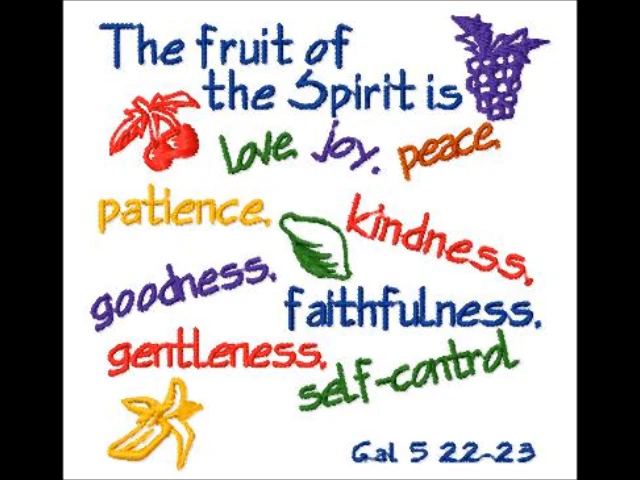 The fruit of
the Spirit is
love, joy, peace,
patience, kindness,
goodness, faithfulness,
gentleness, self-control
Gal 5 22-23